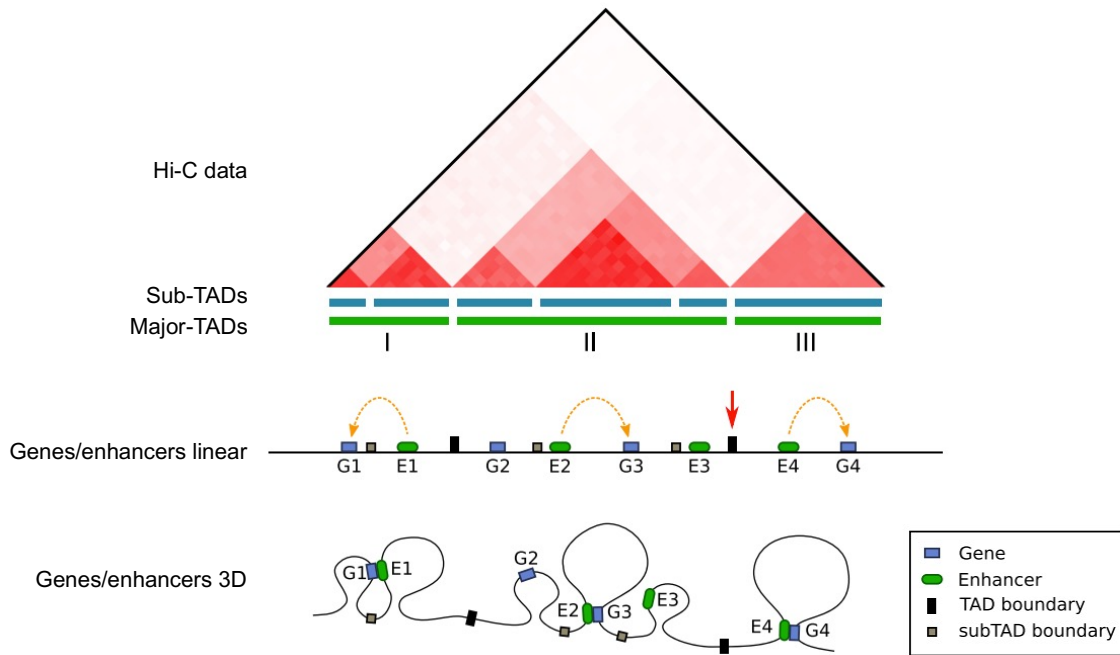 Hi-C data
Sub-TADs
Major-TADs
I II III
Genes/enhancers linear
G1 E1 G2 E2 G3 E3 E4 G4
Genes/enhancers 3D
G1 E1 G2 E2 G3 E3 E4 G4
Gene
Enhancer
TAD boundary
subTAD boundary